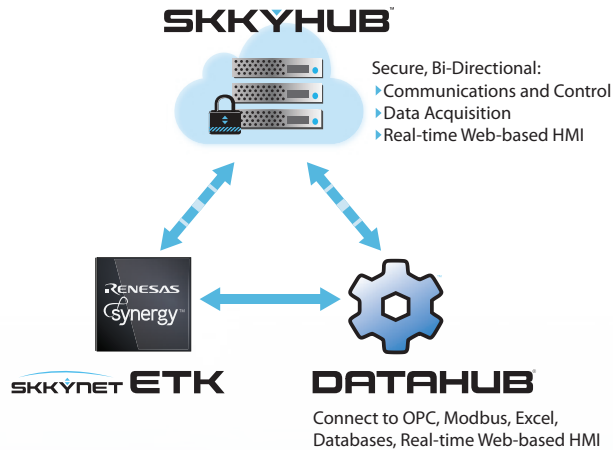 SKKYHUB™
Secure, Bi-Directional:
Communications and Control
Data Acquisition
Real-time Web-based HMI
RENESAS
Synergy™
SKKYNET ETK
DATAHUB®
Connect to OPC, Modbus, Excel,
Databases, Real-time Web-based HMI